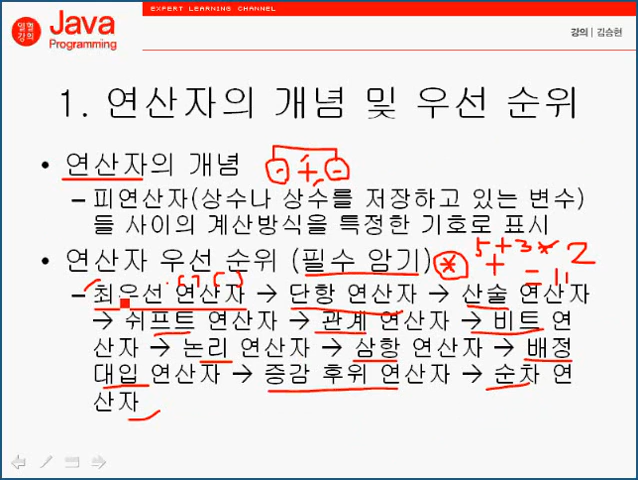 EXPERT LEARNING CHANNEL
열혈강의
Java
Programming
강의 | 김승현
1. 연산자의 개념 및 우선 순위
• 연산자의 개념
– 피연산자(상수나 상수를 저장하고 있는 변수)
들 사이의 계산방식을 특정한 기호로 표시
• 연산자 우선 순위 (필수 암기)
* 5+3*2
+ = 11
– 최우선 연산자 → 단항 연산자 → 산술 연산자
→ 쉬프트 연산자 → 관계 연산자 → 비트 연
산자 → 논리 연산자 → 삼항 연산자 → 배정
대입 연산자 → 증감 후위 연산자 → 순차 연
산자